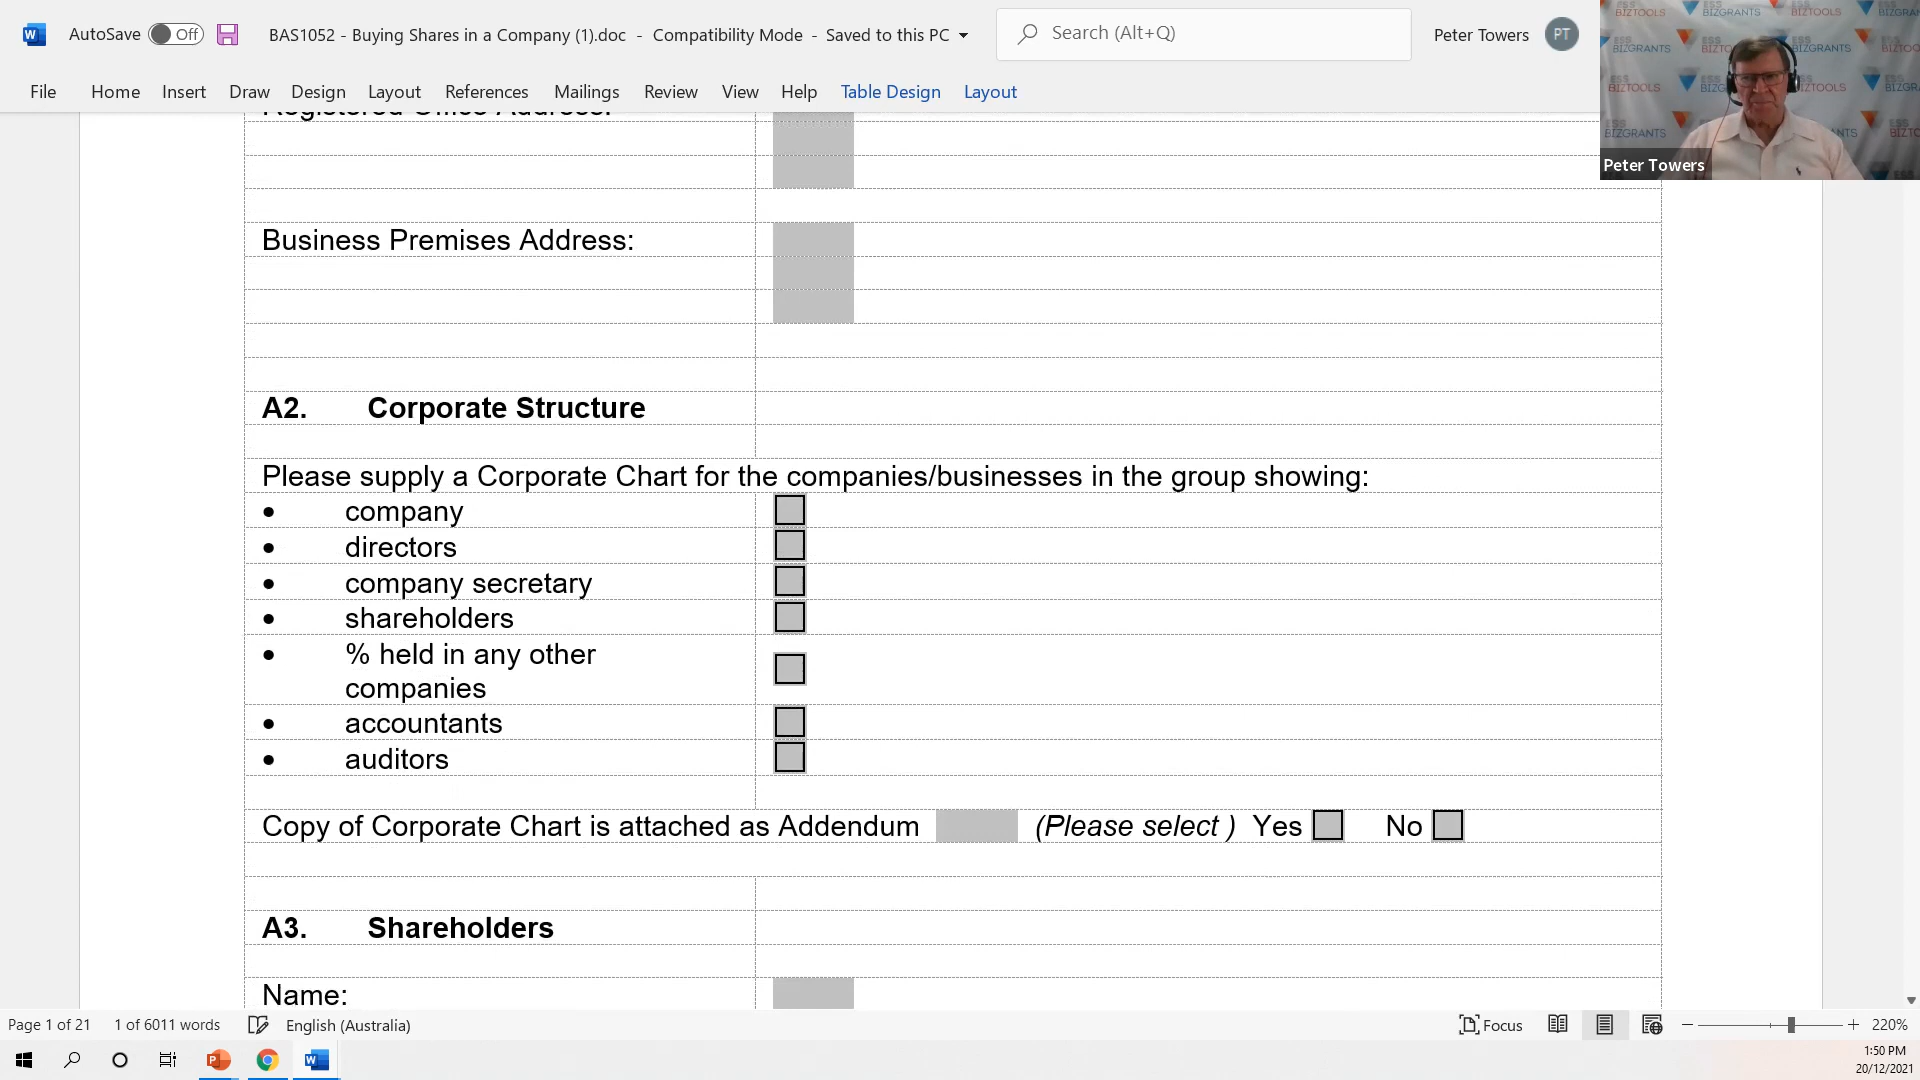 AutoSave Off BAS1052 - Buying Shares in a Company (1).doc - Compatibility Mode - Saved to this PC Search (Alt+Q) Peter Towers PT
File Home Insert Draw Design Layout References Mailings Review View Help Table Design Layout
Peter Towers
Registered Office Address:
Business Premises Address:
A2. Corporate Structure
Please supply a Corporate Chart for the companies/businesses in the group showing:
• company
• directors
• company secretary
• shareholders
• % held in any other
companies
• accountants
• auditors
Copy of Corporate Chart is attached as Addendum (Please select ) Yes No
A3. Shareholders
Name:
Page 1 of 21 1 of 6011 words English (Australia) Focus 220%
1:50 PM
20/12/2021